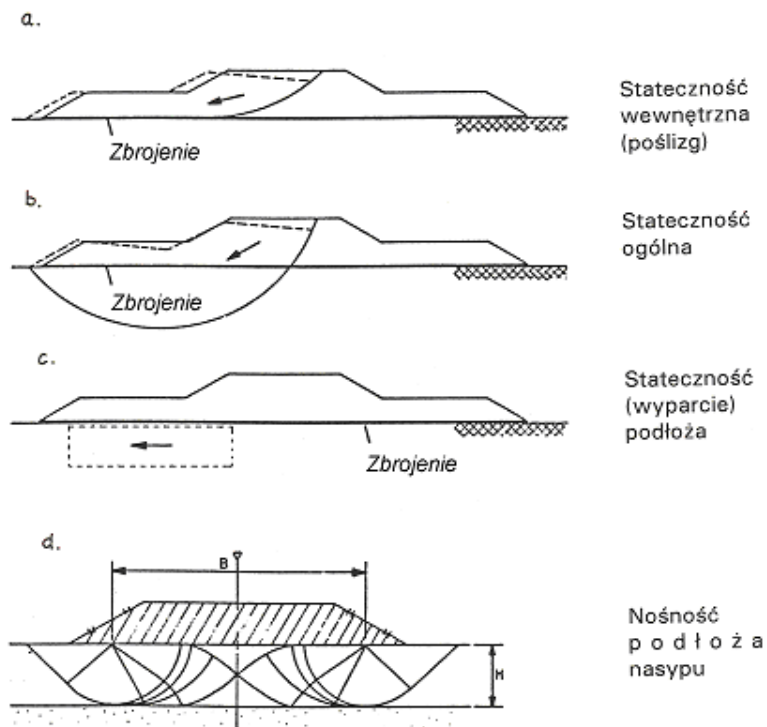 a.
Zbrojenie
Stateczność
wewnętrzna
(poślizg)
b.
Zbrojenie
Stateczność
ogólna
c.
Zbrojenie
Stateczność
(wyparcie)
podłoża
d.
B
H
Nośność
podłoża
nasypu